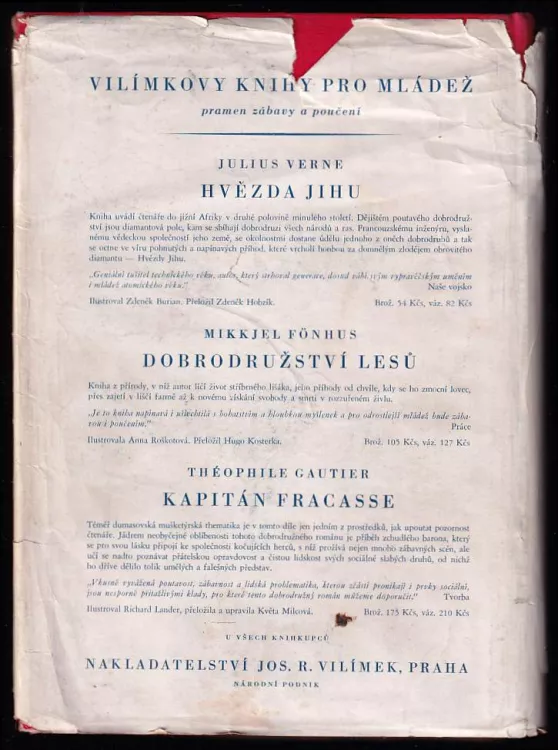 VILÍMKOVY KNIHY PRO MLÁDEŽ
pramen zábavy a poučení
JULIUS VERNE
HVĚZDA JIHU
Kniha uvádí čtenáře do jižní Afriky v druhé polovině minulého století. Dějištěm poutavého dobrodruž-
ství jsou diamantová pole, kam se sbíhají dobrodruzi všech národů a ras. Francouzskému inženýru, vysla-
nému vědeckou společností jeho země, se okolnostmi dostane údělu jednoho z oněch dobrodruhů a tak
se octne ve víru pohnutých a napínavých příhod, které vrcholí honbou za domnělým zlodějem obrovitého
diamantu — Hvězdy Jihu.
„Geniální tušitel technického věku, autor, který uchoval generace, dosud vábí svým vypravěčským uměním
i mládež atomického věku.“ Naše vojsko
Ilustroval Zdeněk Burian. Přeložil Zdeněk Hobzík. Brož. 54 Kčs, váz. 82 Kčs
MIKKJEL FÖNHUS
DOBRODRUŽSTVÍ LESŮ
Kniha z přírody, v níž autor líčí život stříbrného lišáka, jeho příhody od chvíle, kdy se ho zmocní lovec,
přes zajetí v liščí farmě až k novému získání svobody a smrti v rozzuřeném živlu.
„Je to kniha napínavá i ušlechtilá s bohatstvím a hloubkou myšlenek a pro odrostlejší mládež bude zába-
vou i poučením.“ Práce
Ilustrovala Anna Roškotová. Přeložil Hugo Kosterka. Brož. 105 Kčs, váz. 127 Kčs
THÉOPHILE GAUTIER
KAPITÁN FRACASSE
Téměř dumasovská mušketýrská thematika je v tomto díle jen jedním z prostředků, jak upoutat pozornost
čtenáře. Jádrem neobyčejné oblíbenosti tohoto dobrodružného románu je příběh zchudlého barona, který
se pro svou lásku připojí ke společnosti kočujících herců, s níž prožívá nejen mnoho zábavných scén, ale
učí se nadto poznávat přátelskou opravdovost a čistou lidskost svých sociálně slabých druhů, od nichž
ho dříve dělilo tolik umělých a falešných představ.
„Vkusně vyvážená poutavost, zábavnost a lidská problematika, kterou zčásti pronikají i prvky sociální,
jsou nesporně přitažlivými klady, pro které tento dobrodružný román můžeme doporučit.“ Tvorba
Ilustroval Richard Lander, přeložila a upravila Květa Milcová. Brož. 175 Kčs, váz. 210 Kčs
U VŠECH KNIHKUPCŮ
NAKLADATELSTVÍ JOS. R. VILÍMEK, PRAHA
NÁRODNÍ PODNIK